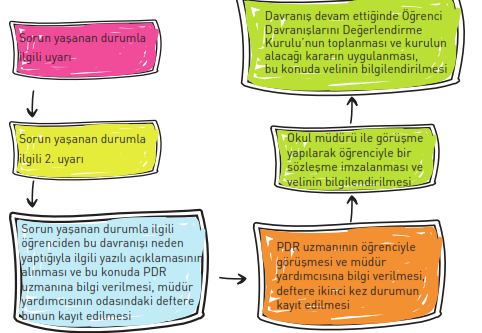 Sorun yaşanan durumla
ilgili uyarı
Sorun yaşanan durumla
ilgili 2. uyarı
Sorun yaşanan durumla ilgili
öğrenciden bu davranışı neden
yaptığıyla ilgili yazılı açıklamasının
alınması ve bu konuda PDR
uzmanına bilgi verilmesi, müdür
yardımcısının odasındaki deftere
bunun kayıt edilmesi
PDR uzmanının öğrenciyle
görüşmesi ve müdür
yardımcısına bilgi verilmesi,
deftere ikinci kez durumun
kayıt edilmesi
Okul müdürü ile görüşme
yapılarak öğrenciyle bir
sözleşme imzalanması ve
velinin bilgilendirilmesi
Davranış devam ettiğinde Öğrenci
Davranışlarını Değerlendirme
Kurulu'nun toplanması ve kurulun
alacağı kararın uygulanması,
bu konuda velinin bilgilendirilmesi